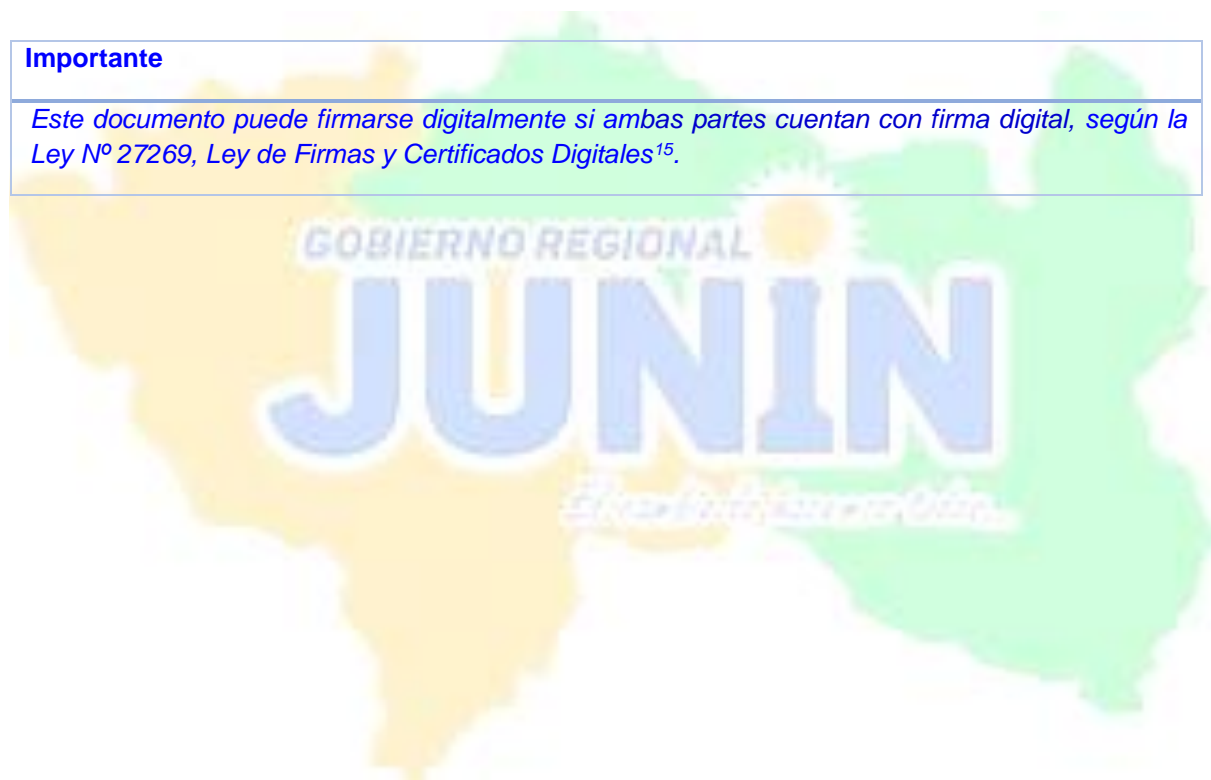 Importante
Este documento puede firmarse digitalmente si ambas partes cuentan con firma digital, según la
Ley Nº 27269, Ley de Firmas y Certificados Digitales¹⁵.
GOBIERNO REGIONAL
JUNIN